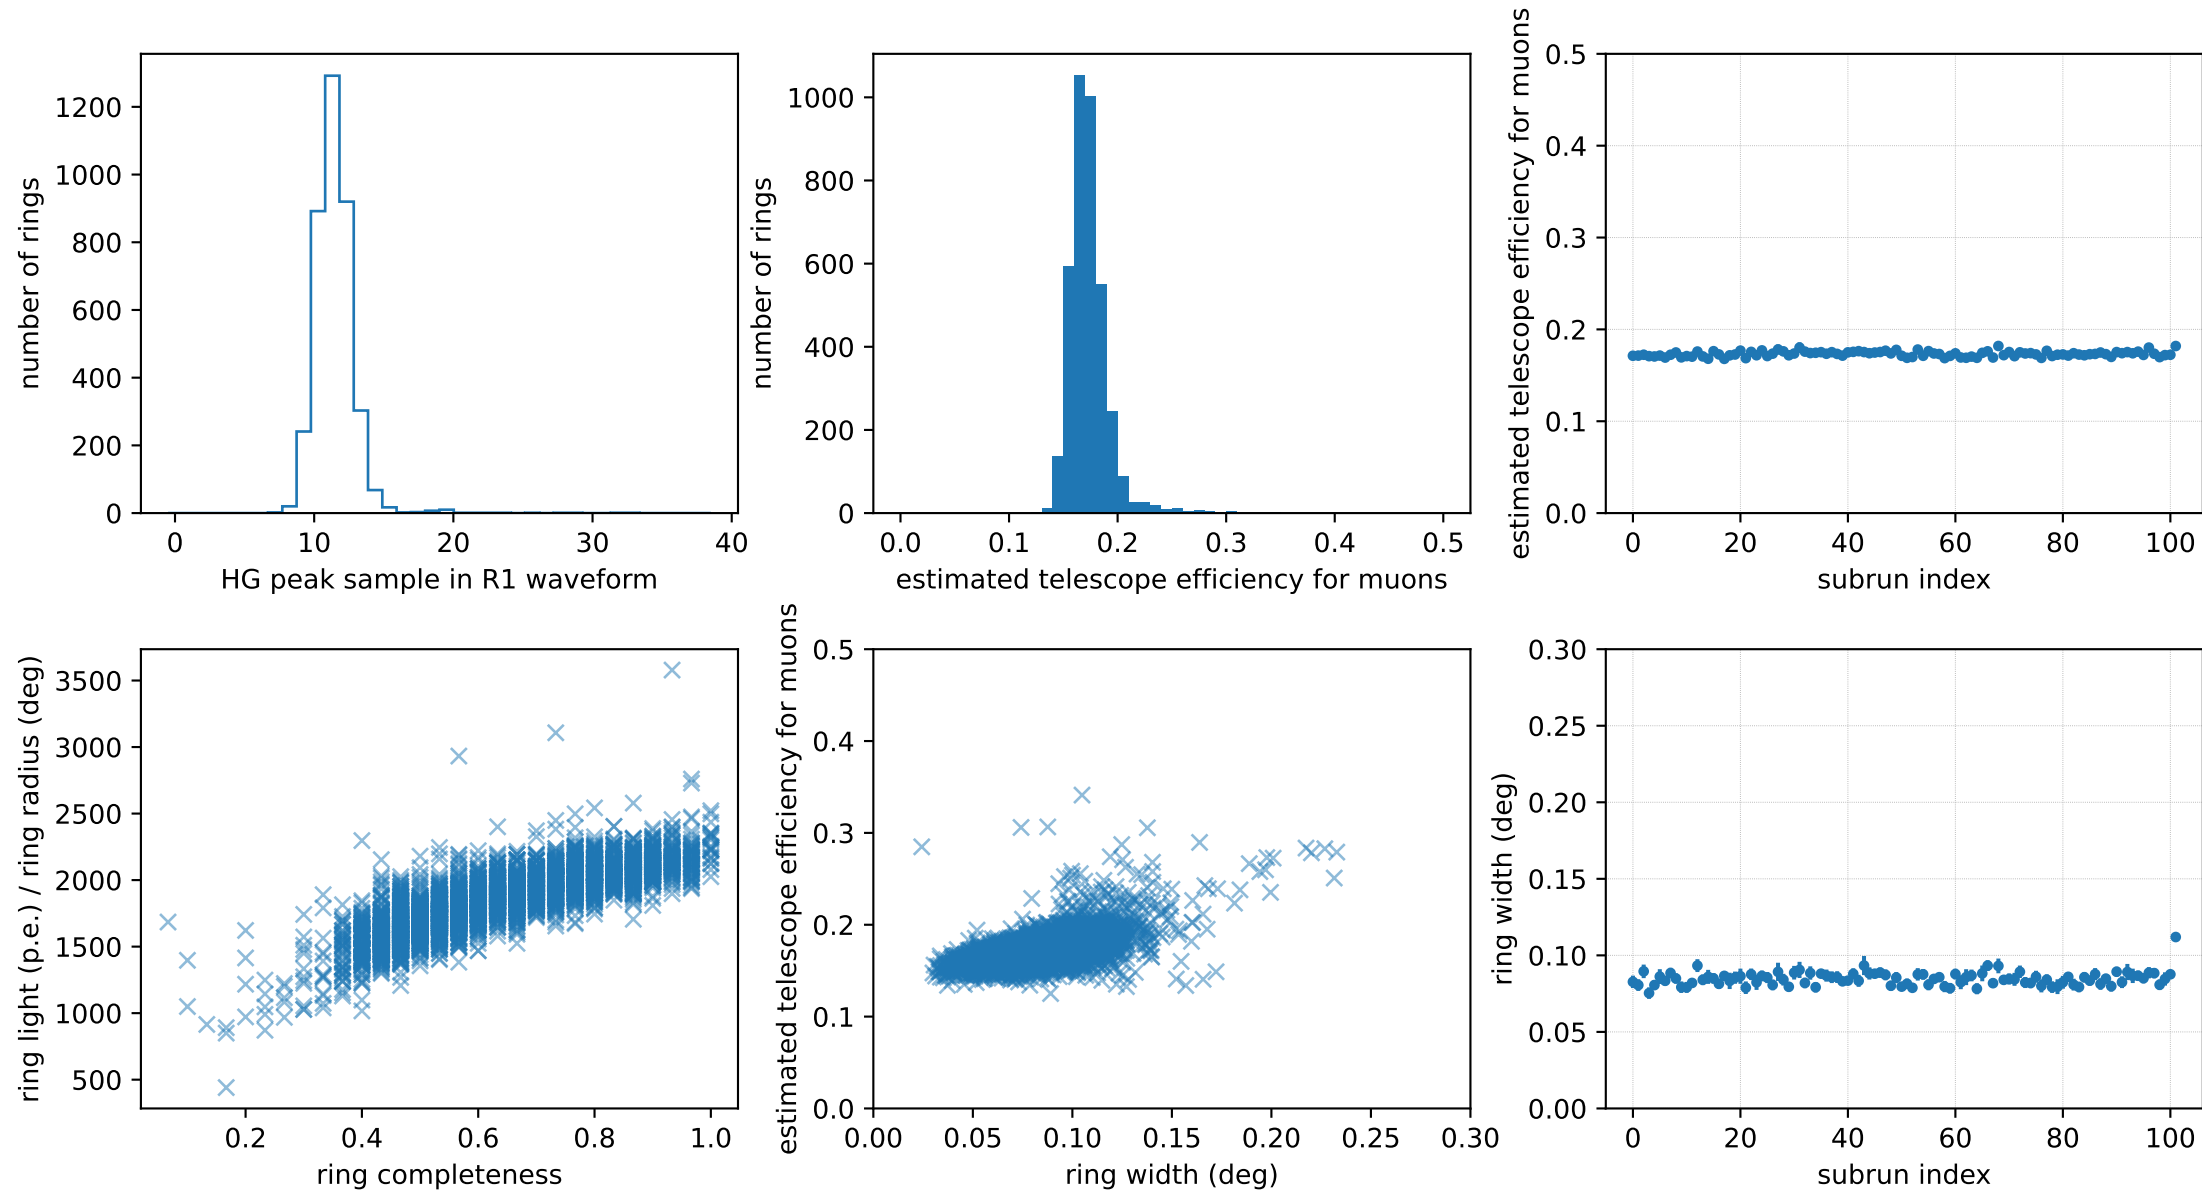 number of rings
1200
1000
800
600
400
200
0
0 10 20 30 40
HG peak sample in R1 waveform
number of rings
1000
800
600
400
200
0
0.0 0.1 0.2 0.3 0.4 0.5
estimated telescope efficiency for muons
estimated telescope efficiency for muons
0.5
0.4
0.3
0.2
0.1
0.0
0 20 40 60 80 100
subrun index
ring light (p.e.) / ring radius (deg)
3500
3000
2500
2000
1500
1000
500
0.2 0.4 0.6 0.8 1.0
ring completeness
estimated telescope efficiency for muons
0.5
0.4
0.3
0.2
0.1
0.0
0.00 0.05 0.10 0.15 0.20 0.25 0.30
ring width (deg)
ring width (deg)
0.30
0.25
0.20
0.15
0.10
0.05
0.00
0 20 40 60 80 100
subrun index